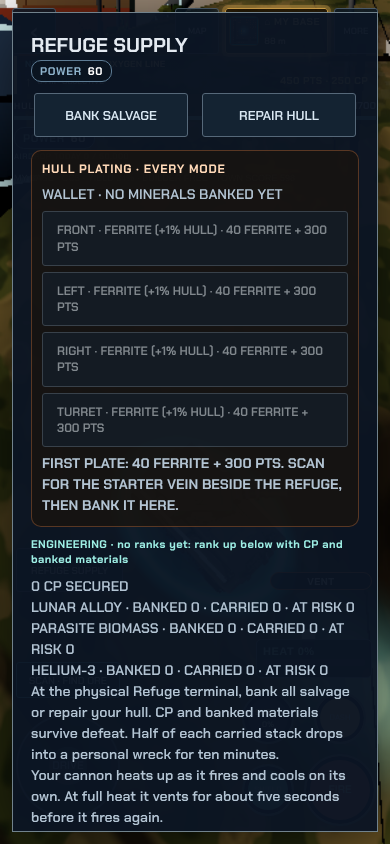 REFUGE SUPPLY
POWER 60
BANK SALVAGE
REPAIR HULL
HULL PLATING · EVERY MODE
WALLET · NO MINERALS BANKED YET
FRONT · FERRITE (+1% HULL) · 40 FERRITE + 300
PTS
LEFT · FERRITE (+1% HULL) · 40 FERRITE + 300
PTS
RIGHT · FERRITE (+1% HULL) · 40 FERRITE + 300
PTS
TURRET · FERRITE (+1% HULL) · 40 FERRITE +
300 PTS
FIRST PLATE: 40 FERRITE + 300 PTS. SCAN
FOR THE STARTER VEIN BESIDE THE REFUGE,
THEN BANK IT HERE.
ENGINEERING · no ranks yet: rank up below with CP and
banked materials
0 CP SECURED
LUNAR ALLOY · BANKED 0 · CARRIED 0 · AT RISK 0
PARASITE BIOMASS · BANKED 0 · CARRIED 0 · AT
RISK 0
HELIUM-3 · BANKED 0 · CARRIED 0 · AT RISK 0
At the physical Refuge terminal, bank all salvage
or repair your hull. CP and banked materials
survive defeat. Half of each carried stack drops
into a personal wreck for ten minutes.
Your cannon heats up as it fires and cools on its
own. At full heat it vents for about five seconds
before it fires again.
VENT